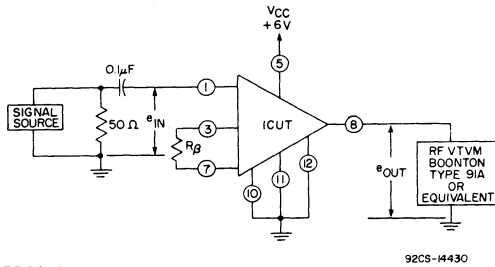 VCC
+6V
0.1μF
5
1
SIGNAL
SOURCE
50 Ω
eIN
3
Rβ
7
ICUT
8
12
10
11
eOUT
RF VTVM
BOONTON
TYPE 91A
OR
EQUIVALENT
92CS-14430